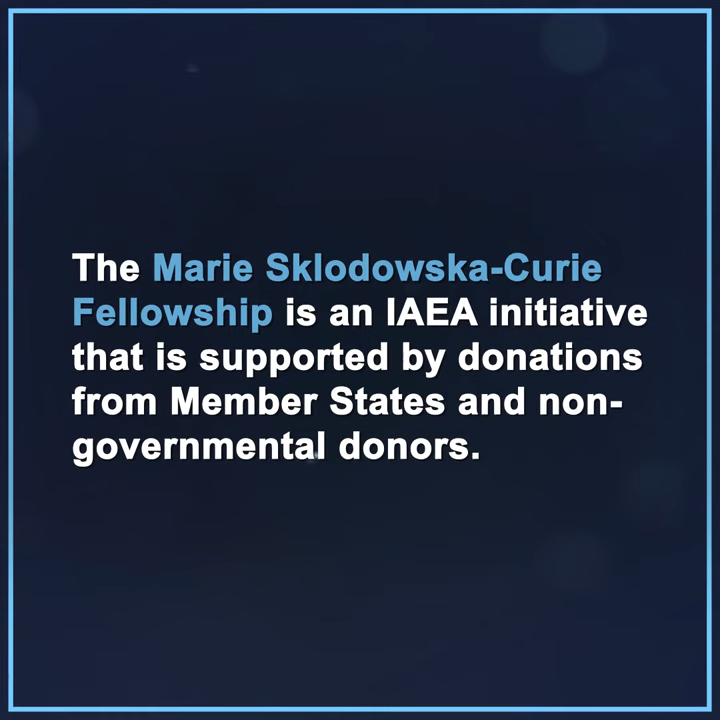 The Marie Sklodowska-Curie
Fellowship is an IAEA initiative
that is supported by donations
from Member States and non-
governmental donors.